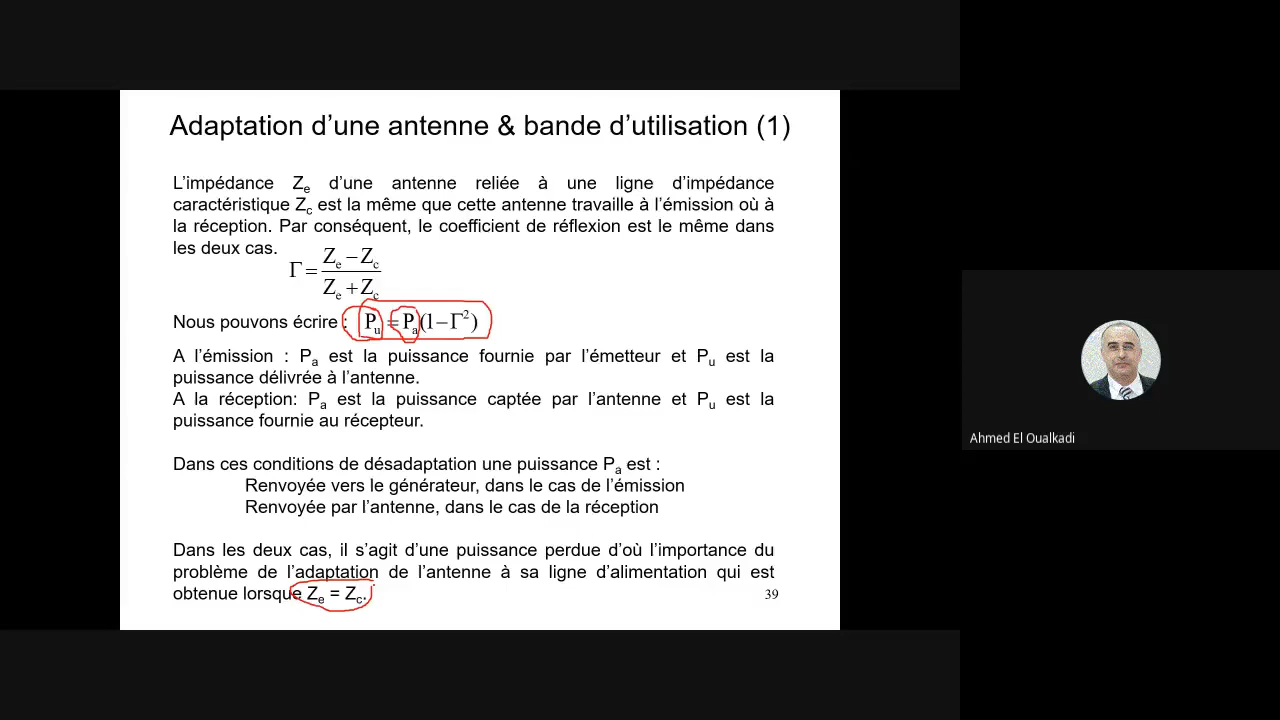 Adaptation d’une antenne & bande d’utilisation (1)
L’impédance Ze d’une antenne reliée à une ligne d’impédance
caractéristique Zc est la même que cette antenne travaille à l’émission où à
la réception. Par conséquent, le coefficient de réflexion est le même dans
les deux cas.
Γ = (Ze − Zc) / (Ze + Zc)
Nous pouvons écrire : Pu = Pa(1 − Γ²)
A l’émission : Pa est la puissance fournie par l’émetteur et Pu est la
puissance délivrée à l’antenne.
A la réception: Pa est la puissance captée par l’antenne et Pu est la
puissance fournie au récepteur.
Dans ces conditions de désadaptation une puissance Pa est :
Renvoyée vers le générateur, dans le cas de l’émission
Renvoyée par l’antenne, dans le cas de la réception
Dans les deux cas, il s’agit d’une puissance perdue d’où l’importance du
problème de l’adaptation de l’antenne à sa ligne d’alimentation qui est
obtenue lorsque Ze = Zc.
39
Ahmed El Oualkadi